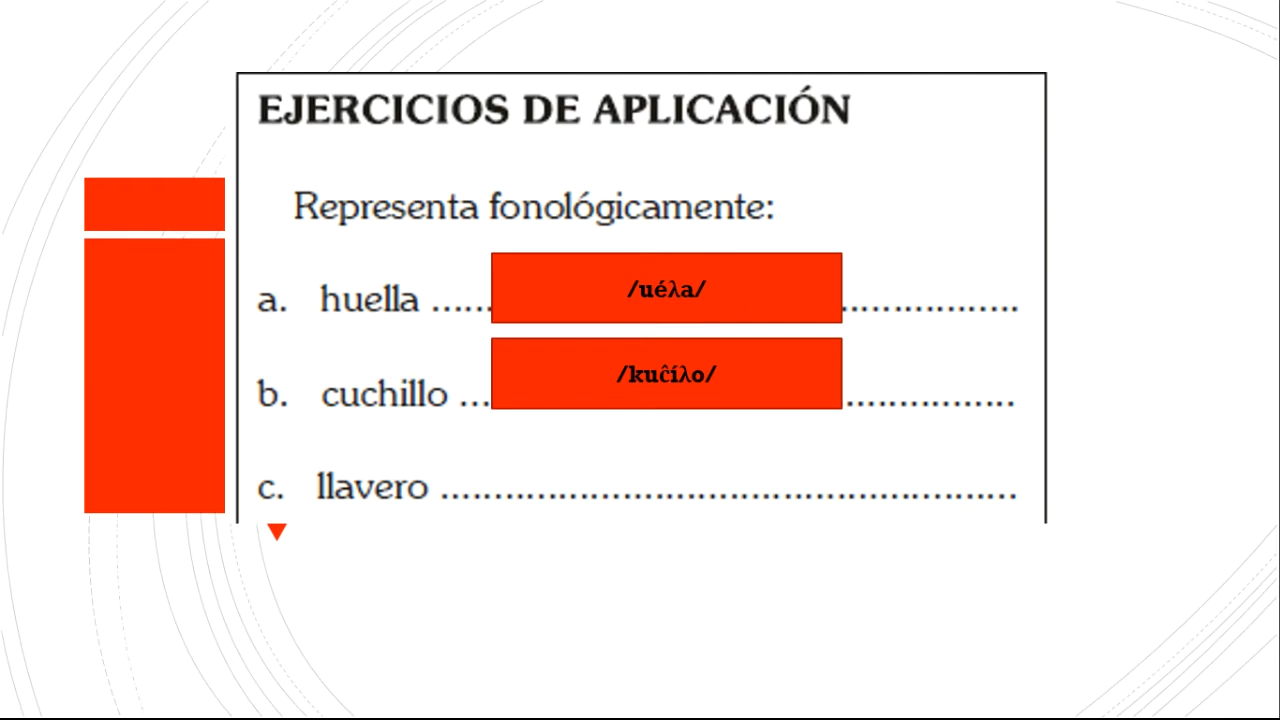 EJERCICIOS DE APLICACIÓN
Representa fonológicamente:
a. huella ...... /uéλa/ .................
b. cuchillo ... /kuĉíλo/ ................
c. llavero .............................................